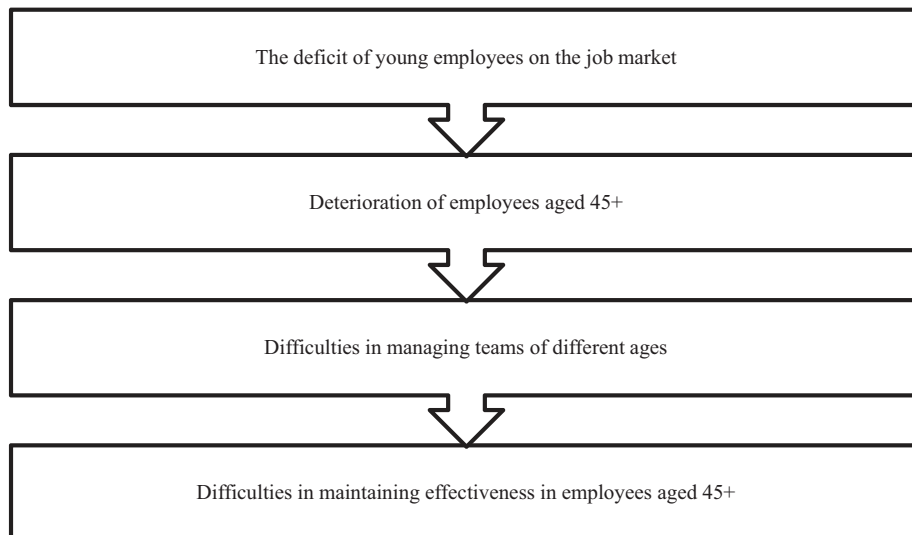 The deficit of young employees on the job market
Deterioration of employees aged 45+
Difficulties in managing teams of different ages
Difficulties in maintaining effectiveness in employees aged 45+